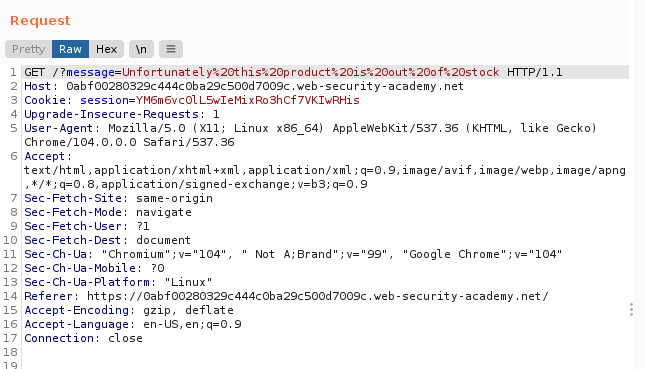 Request
Pretty Raw Hex \n ≡
1 GET /?message=Unfortunately%20this%20product%20is%20out%20of%20stock HTTP/1.1
2 Host: 0abf00280329c444c0ba29c500d7009c.web-security-academy.net
3 Cookie: session=YM6m6vc0lL5wIeMixRo3hCf7VKIwRHis
4 Upgrade-Insecure-Requests: 1
5 User-Agent: Mozilla/5.0 (X11; Linux x86_64) AppleWebKit/537.36 (KHTML, like Gecko)
Chrome/104.0.0.0 Safari/537.36
6 Accept:
text/html,application/xhtml+xml,application/xml;q=0.9,image/avif,image/webp,image/apng
,*/*;q=0.8,application/signed-exchange;v=b3;q=0.9
7 Sec-Fetch-Site: same-origin
8 Sec-Fetch-Mode: navigate
9 Sec-Fetch-User: ?1
10 Sec-Fetch-Dest: document
11 Sec-Ch-Ua: "Chromium";v="104", " Not A;Brand";v="99", "Google Chrome";v="104"
12 Sec-Ch-Ua-Mobile: ?0
13 Sec-Ch-Ua-Platform: "Linux"
14 Referer: https://0abf00280329c444c0ba29c500d7009c.web-security-academy.net/
15 Accept-Encoding: gzip, deflate
16 Accept-Language: en-US,en;q=0.9
17 Connection: close
18
19